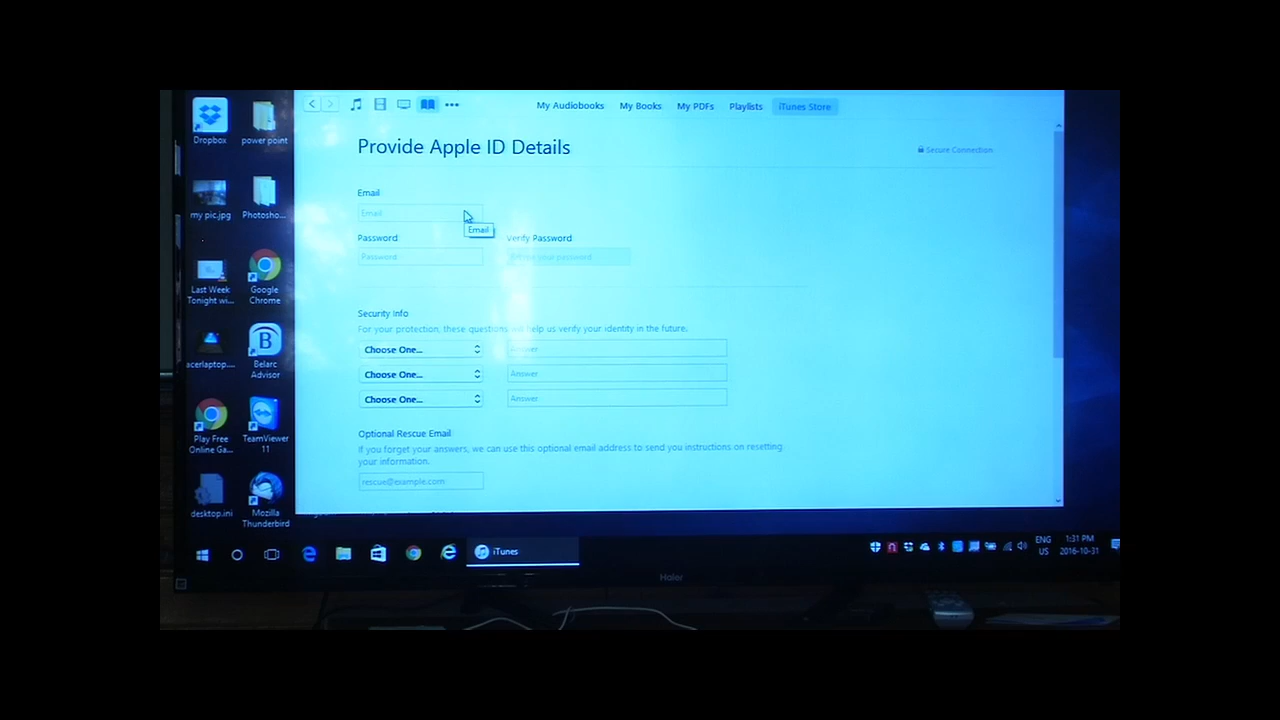 My Audiobooks My Books My PDFs Playlists iTunes Store
Provide Apple ID Details
Secure Connection
Email
Email
Email
Password
Verify Password
Password
Retype your password
Security Info
For your protection, these questions will help us verify your identity in the future.
Choose One... Answer
Choose One... Answer
Choose One... Answer
Optional Rescue Email
If you forget your answers, we can use this optional email address to send you instructions on resetting
your information.
rescue@example.com
Dropbox
power point
my pic.jpg
Photosho...
Last Week
Tonight wi...
Google
Chrome
acerlaptop....
B
Belarc
Advisor
Play Free
Online Ga...
TeamViewer
11
desktop.ini
Mozilla
Thunderbird
iTunes
ENG
US
1:31 PM
2016-10-31
Haier